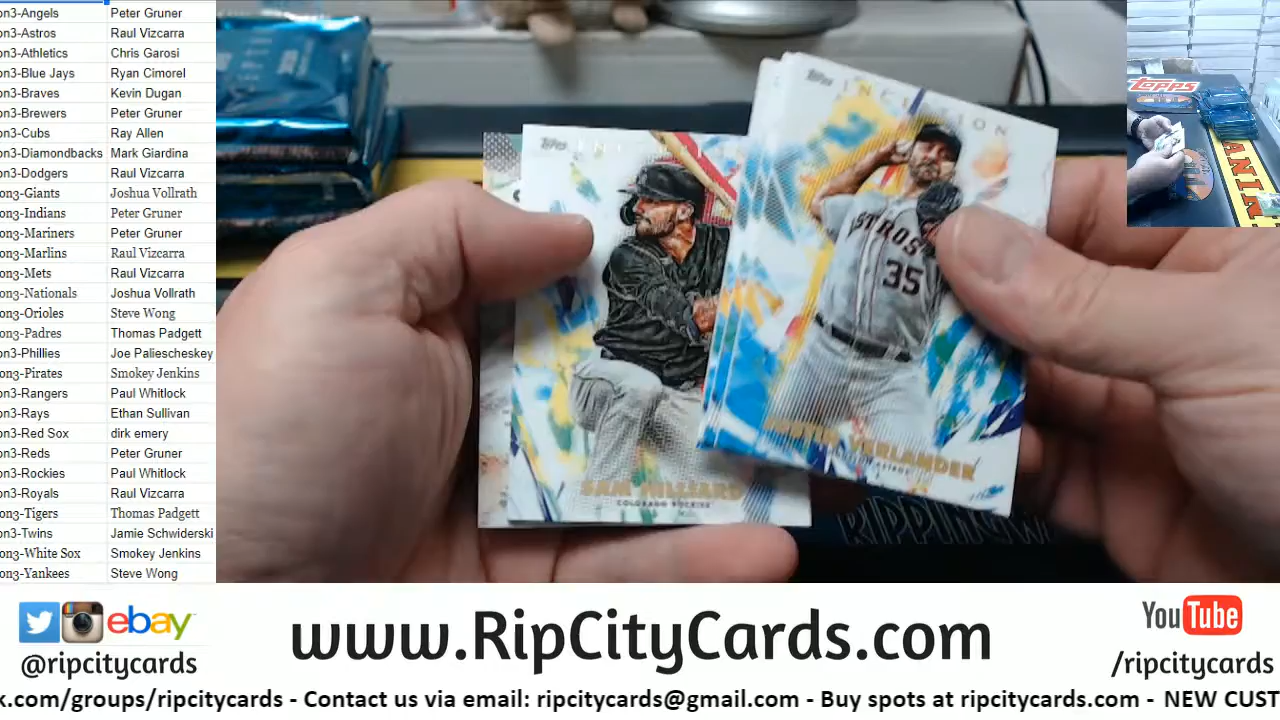 on3-Angels Peter Gruner
on3-Astros Raul Vizcarra
on3-Athletics Chris Garosi
on3-Blue Jays Ryan Cimorel
on3-Braves Kevin Dugan
on3-Brewers Peter Gruner
on3-Cubs Ray Allen
on3-Diamondbacks Mark Giardina
on3-Dodgers Raul Vizcarra
on3-Giants Joshua Vollrath
on3-Indians Peter Gruner
on3-Mariners Peter Gruner
on3-Marlins Raul Vizcarra
on3-Mets Raul Vizcarra
on3-Nationals Joshua Vollrath
on3-Orioles Steve Wong
on3-Padres Thomas Padgett
on3-Phillies Joe Paliescheskey
on3-Pirates Smokey Jenkins
on3-Rangers Paul Whitlock
on3-Rays Ethan Sullivan
on3-Red Sox dirk emery
on3-Reds Peter Gruner
on3-Rockies Paul Whitlock
on3-Royals Raul Vizcarra
on3-Tigers Thomas Padgett
on3-Twins Jamie Schwiderski
on3-White Sox Smokey Jenkins
on3-Yankees Steve Wong
Topps
COLORADO ROCKIES
Topps
ASTROS
35
JUSTIN VERLANDER
Topps
PANINI
ebay
@ripcitycards
www.RipCityCards.com
YouTube
/ripcitycards
k.com/groups/ripcitycards - Contact us via email: ripcitycards@gmail.com - Buy spots at ripcitycards.com - NEW CUST